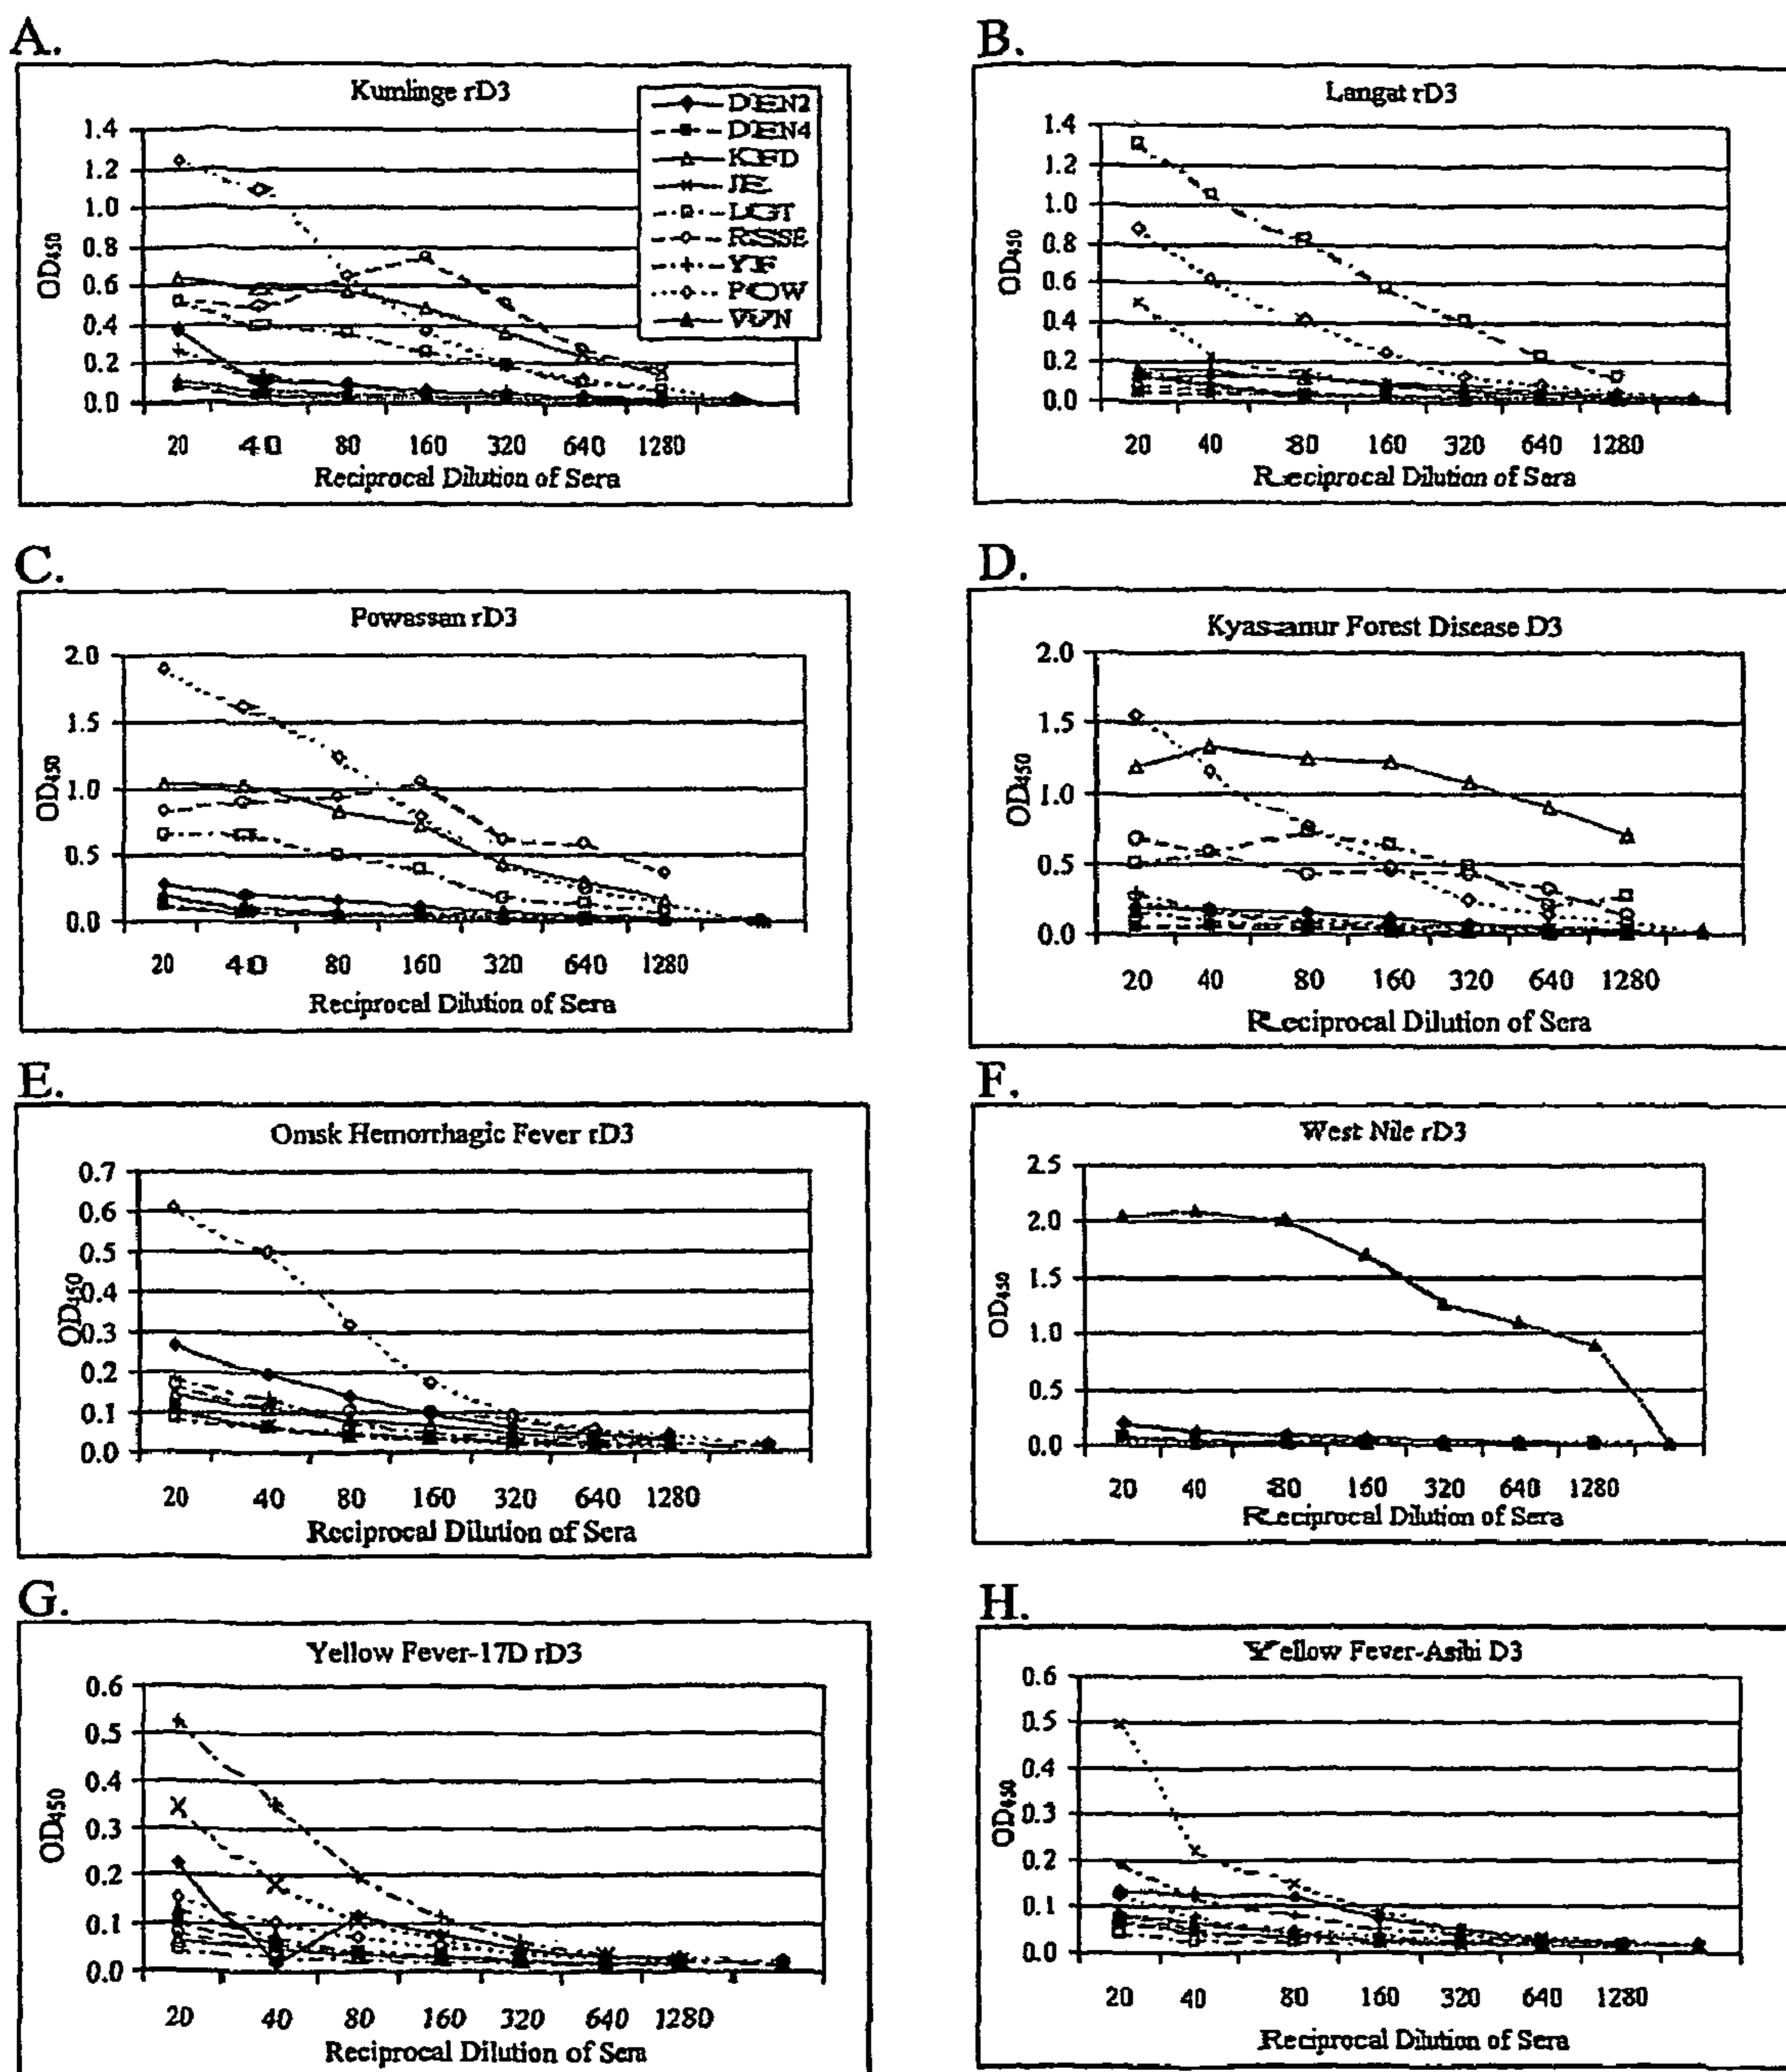 A.
Kumlinge rD3
DEN2
DEN4
KFD
JE
LGT
RSSE
YF
POW
WN
1.4
1.2
1.0
0.8
0.6
0.4
0.2
0.0
OD450
20 40 80 160 320 640 1280
Reciprocal Dilution of Sera
B.
Langat rD3
1.4
1.2
1.0
0.8
0.6
0.4
0.2
0.0
OD450
20 40 80 160 320 640 1280
Reciprocal Dilution of Sera
C.
Powassan rD3
2.0
1.5
1.0
0.5
0.0
OD450
20 40 80 160 320 640 1280
Reciprocal Dilution of Sera
D.
Kyasanur Forest Disease D3
2.0
1.5
1.0
0.5
0.0
OD450
20 40 80 160 320 640 1280
Reciprocal Dilution of Sera
E.
Omsk Hemorrhagic Fever rD3
0.7
0.6
0.5
0.4
0.3
0.2
0.1
0.0
OD450
20 40 80 160 320 640 1280
Reciprocal Dilution of Sera
F.
West Nile rD3
2.5
2.0
1.5
1.0
0.5
0.0
OD450
20 40 80 160 320 640 1280
Reciprocal Dilution of Sera
G.
Yellow Fever-17D rD3
0.6
0.5
0.4
0.3
0.2
0.1
0.0
OD450
20 40 80 160 320 640 1280
Reciprocal Dilution of Sera
H.
Yellow Fever-Asibi D3
0.6
0.5
0.4
0.3
0.2
0.1
0.0
OD450
20 40 80 160 320 640 1280
Reciprocal Dilution of Sera